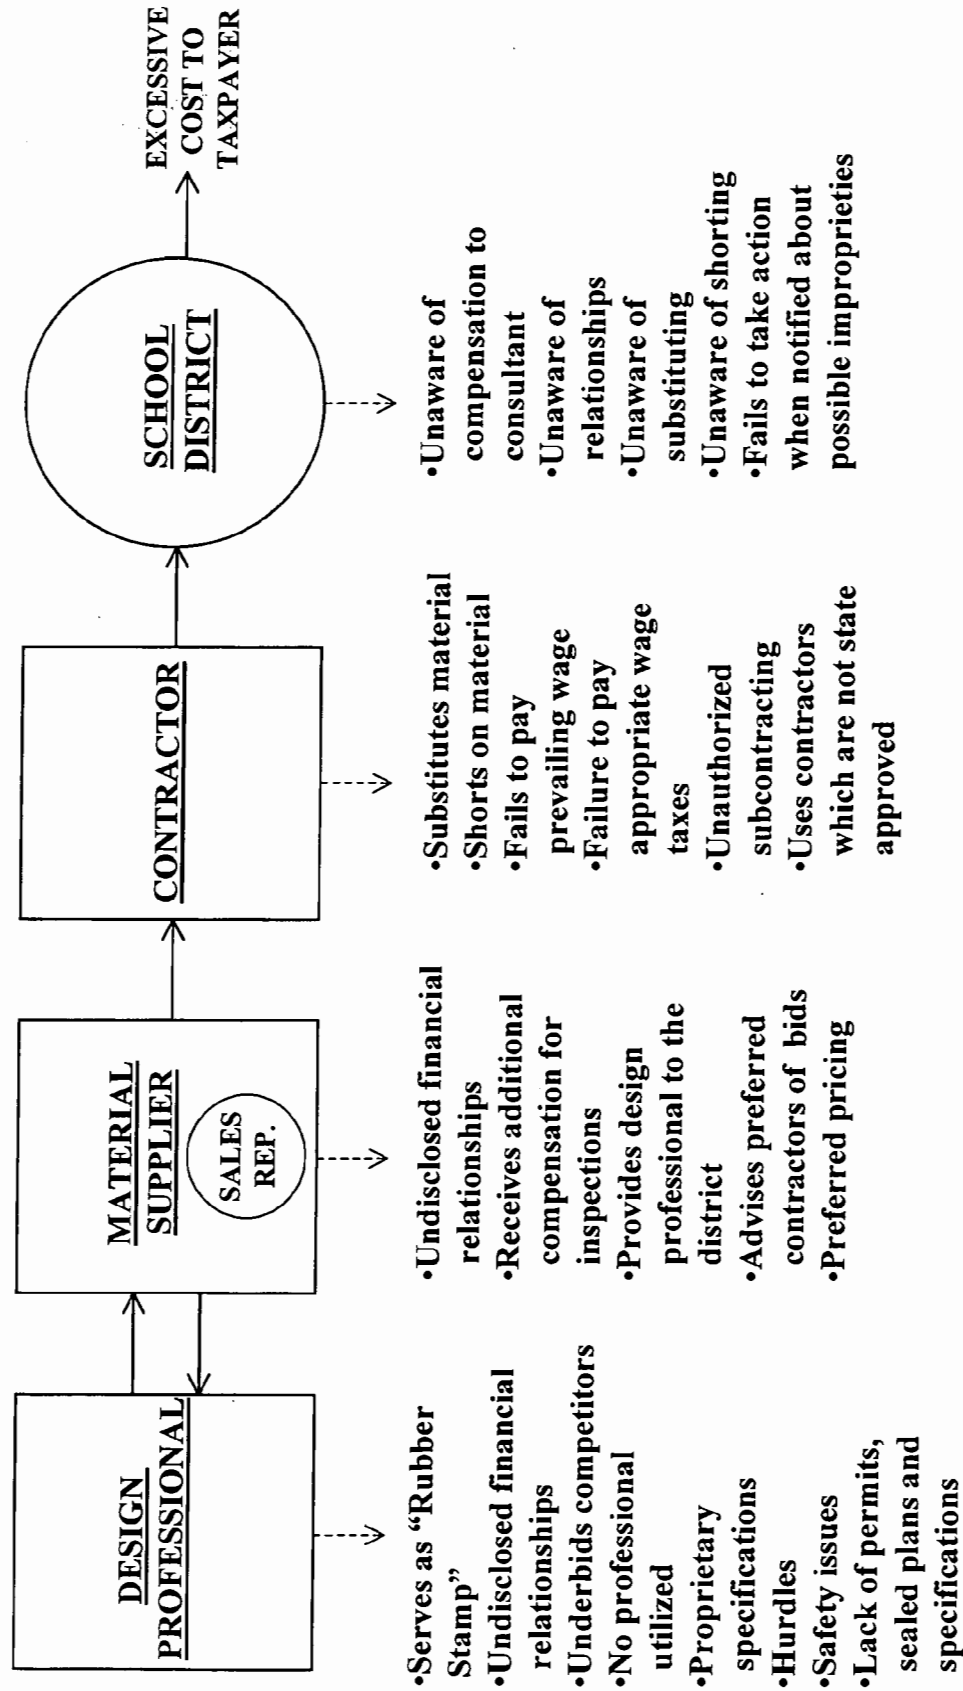 DESIGN
PROFESSIONAL
MATERIAL
SUPPLIER
SALES
REP.
CONTRACTOR
SCHOOL
DISTRICT
EXCESSIVE
COST TO
TAXPAYER
•Serves as “Rubber
Stamp”
•Undisclosed financial
relationships
•Underbids competitors
•No professional
utilized
•Proprietary
specifications
•Hurdles
•Safety issues
•Lack of permits,
sealed plans and
specifications
•Undisclosed financial
relationships
•Receives additional
compensation for
inspections
•Provides design
professional to the
district
•Advises preferred
contractors of bids
•Preferred pricing
•Substitutes material
•Shorts on material
•Fails to pay
prevailing wage
•Failure to pay
appropriate wage
taxes
•Unauthorized
subcontracting
•Uses contractors
which are not state
approved
•Unaware of
compensation to
consultant
•Unaware of
relationships
•Unaware of
substituting
•Unaware of shorting
•Fails to take action
when notified about
possible improprieties